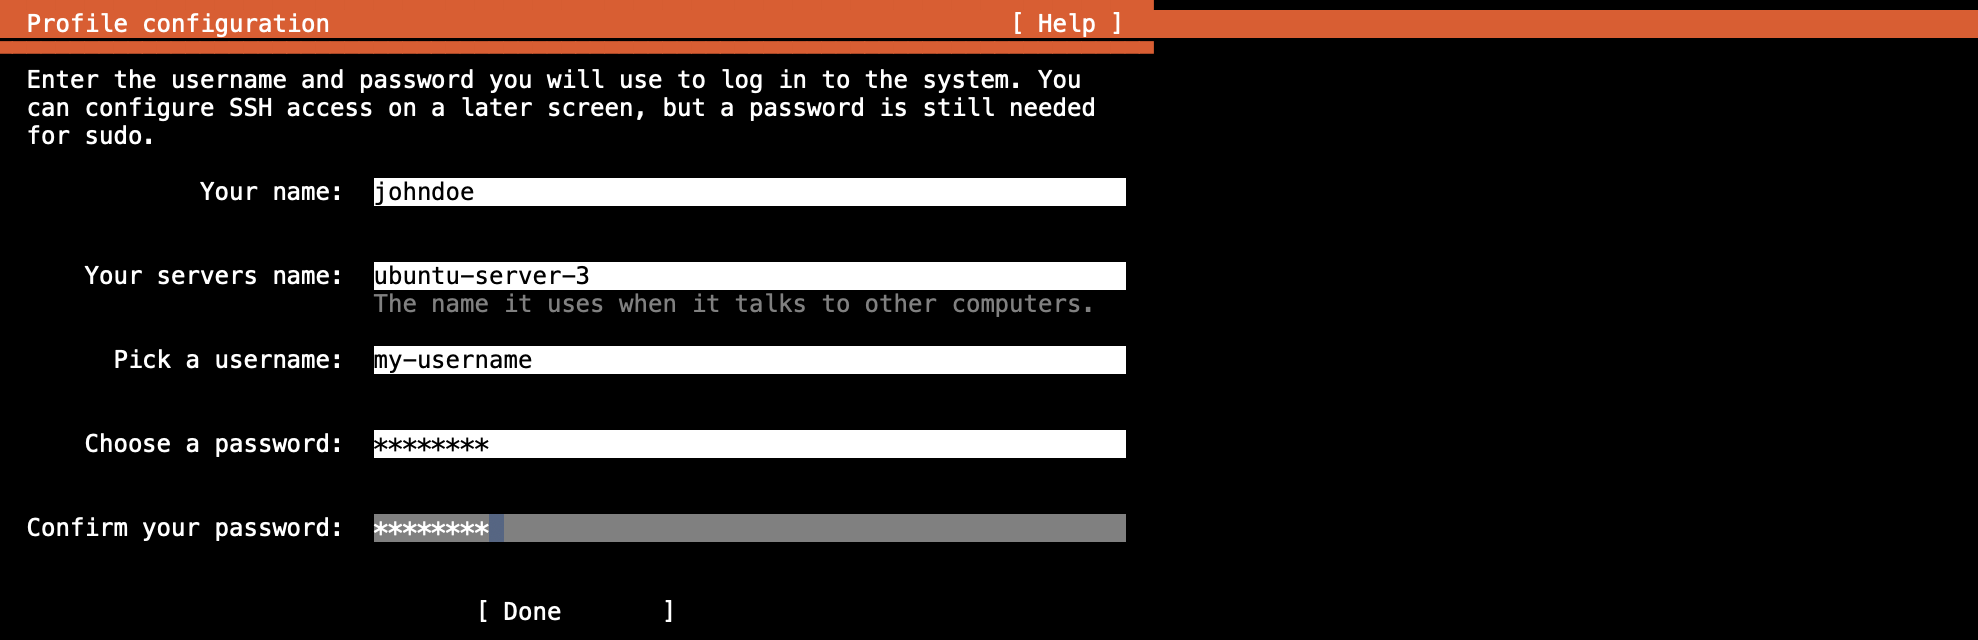 Profile configuration [ Help ]
Enter the username and password you will use to log in to the system. You
can configure SSH access on a later screen, but a password is still needed
for sudo.
Your name: johndoe
Your servers name: ubuntu-server-3
The name it uses when it talks to other computers.
Pick a username: my-username
Choose a password: ********
Confirm your password: ********
[ Done ]